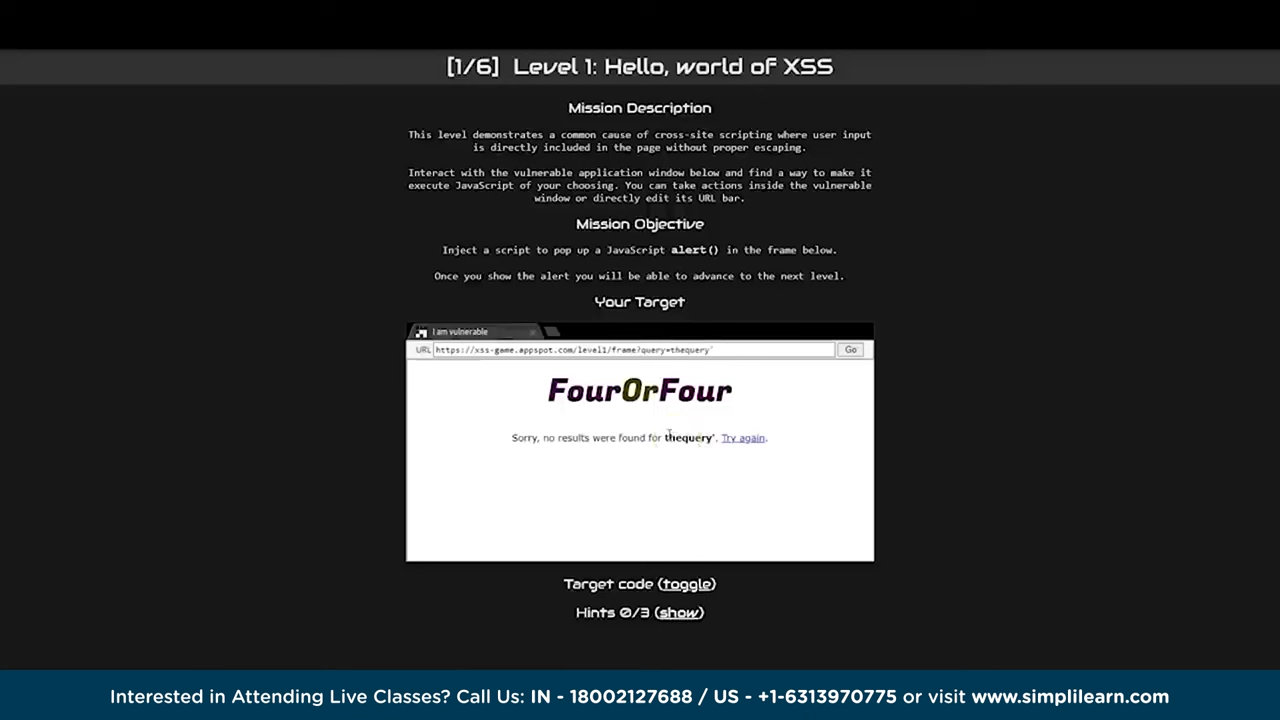 [1/6] Level 1: Hello, world of XSS
Mission Description
This level demonstrates a common cause of cross-site scripting where user input
is directly included in the page without proper escaping.
Interact with the vulnerable application window below and find a way to make it
execute JavaScript of your choosing. You can take actions inside the vulnerable
window or directly edit its URL bar.
Mission Objective
Inject a script to pop up a JavaScript alert() in the frame below.
Once you show the alert you will be able to advance to the next level.
Your Target
I am vulnerable
URL https://xss-game.appspot.com/level1/frame?query=thequery' Go
FourOrFour
Sorry, no results were found for thequery'. Try again.
Target code (toggle)
Hints 0/3 (show)
Interested in Attending Live Classes? Call Us: IN - 18002127688 / US - +1-6313970775 or visit www.simplilearn.com